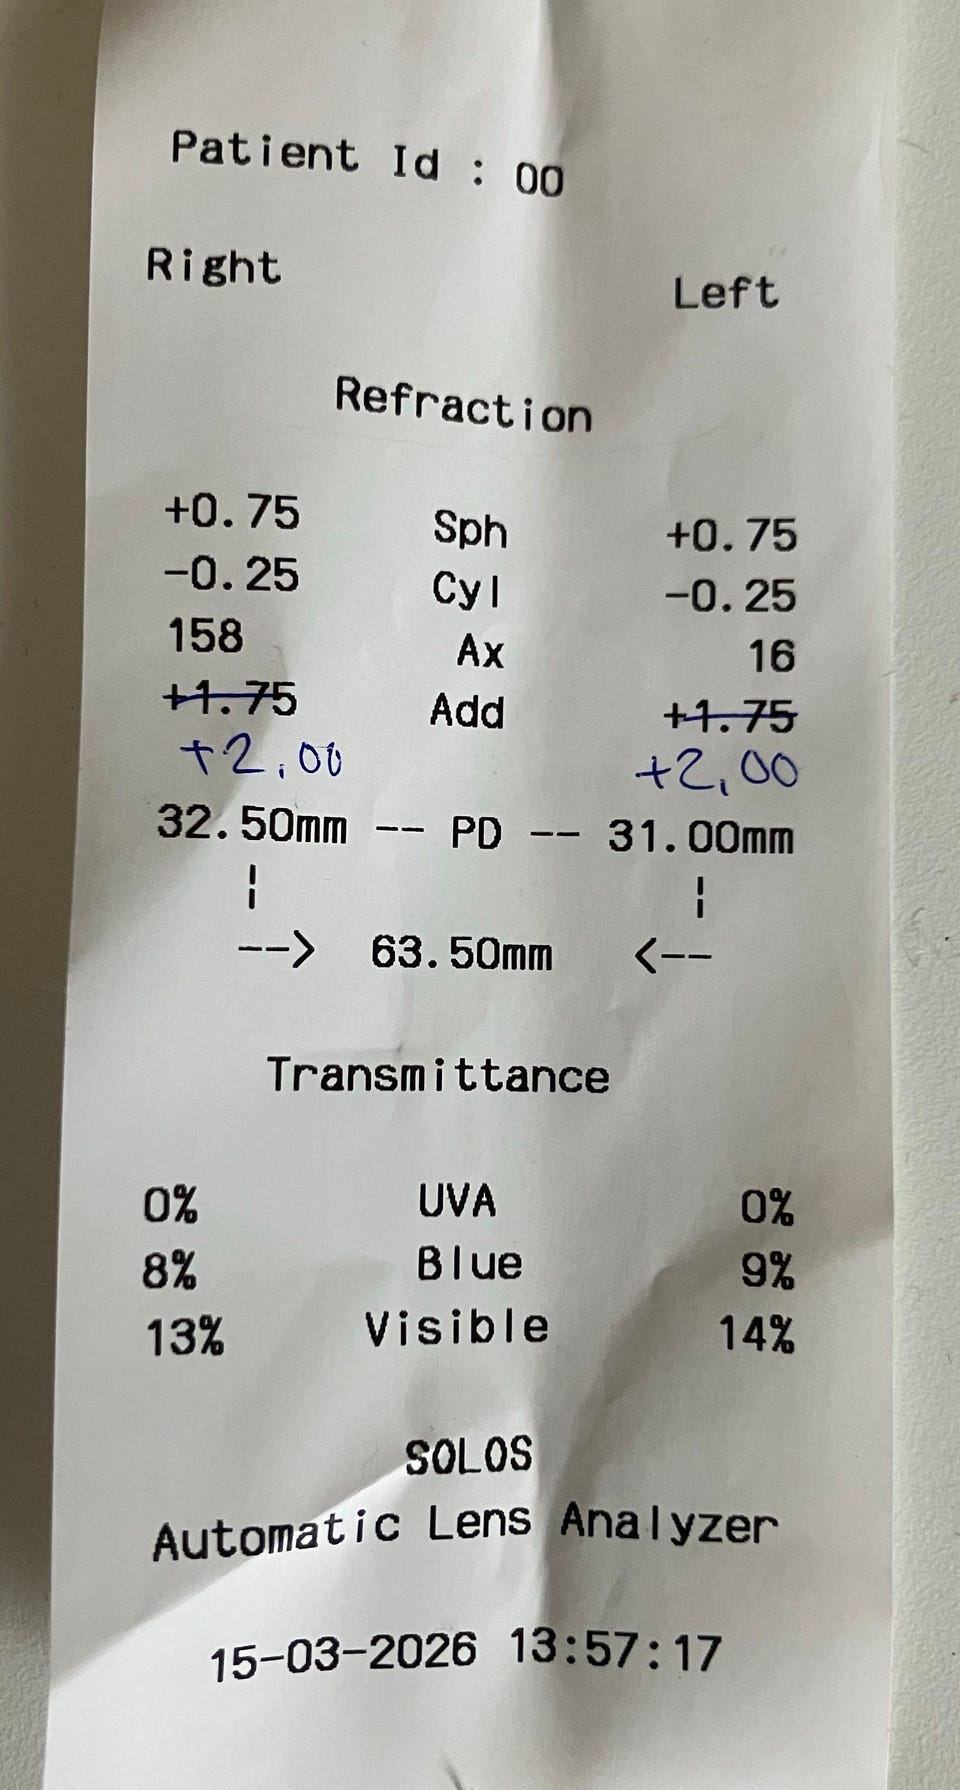 Patient Id : 00
Right Left
Refraction
+0.75 Sph +0.75
-0.25 Cyl -0.25
158 Ax 16
+1.75 Add +1.75
+2,00 +2,00
32.50mm -- PD -- 31.00mm
¦ ¦
--> 63.50mm <--
Transmittance
0% UVA 0%
8% Blue 9%
13% Visible 14%
SOLOS
Automatic Lens Analyzer
15-03-2026 13:57:17